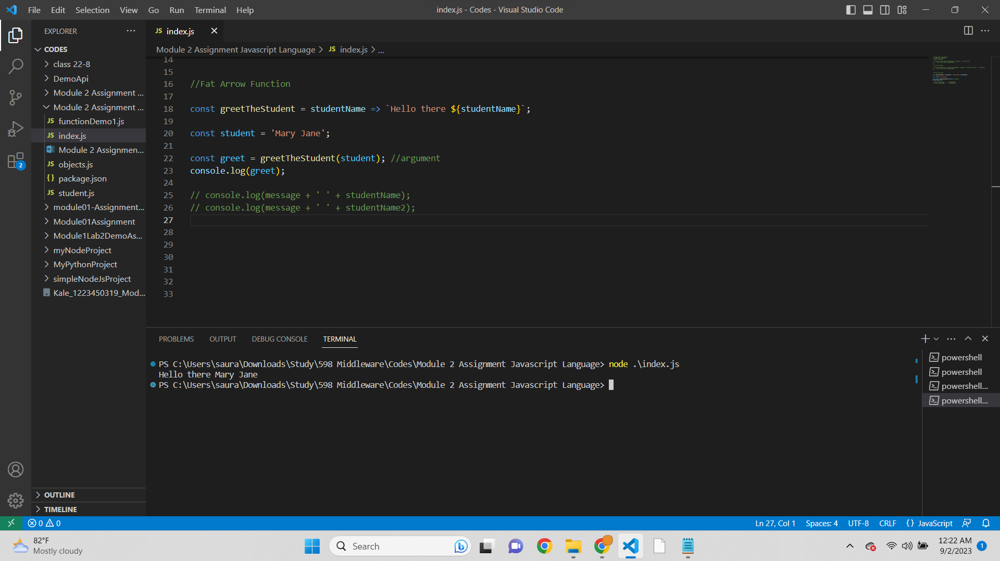 File Edit Selection View Go Run Terminal Help
index.js - Codes - Visual Studio Code
EXPLORER
CODES
class 22-8
DemoApi
Module 2 Assignment ...
Module 2 Assignment ...
JS functionDemo1.js
JS index.js
Module 2 Assignmen...
JS objects.js
{} package.json
JS student.js
module01-Assignment...
Module01Assignment
Module1Lab2DemoAs...
myNodeProject
MyPythonProject
simpleNodeJsProject
Kale_1223450319_Mod...
OUTLINE
TIMELINE
2
JS index.js
Module 2 Assignment Javascript Language > JS index.js > ...
14
15
16 //Fat Arrow Function
17
18 const greetTheStudent = studentName => `Hello there ${studentName}`;
19
20 const student = 'Mary Jane';
21
22 const greet = greetTheStudent(student); //argument
23 console.log(greet);
24
25 // console.log(message + ' ' + studentName);
26 // console.log(message + ' ' + studentName2);
27
28
29
30
31
32
33
PROBLEMS OUTPUT DEBUG CONSOLE TERMINAL
PS C:\Users\saura\Downloads\Study\598 Middleware\Codes\Module 2 Assignment Javascript Language> node .\index.js
Hello there Mary Jane
PS C:\Users\saura\Downloads\Study\598 Middleware\Codes\Module 2 Assignment Javascript Language>
powershell
powershell
powershell...
powershell...
0 0
Ln 27, Col 1 Spaces: 4 UTF-8 CRLF {} JavaScript
82°F
Mostly cloudy
Search
12:22 AM
9/2/2023
1